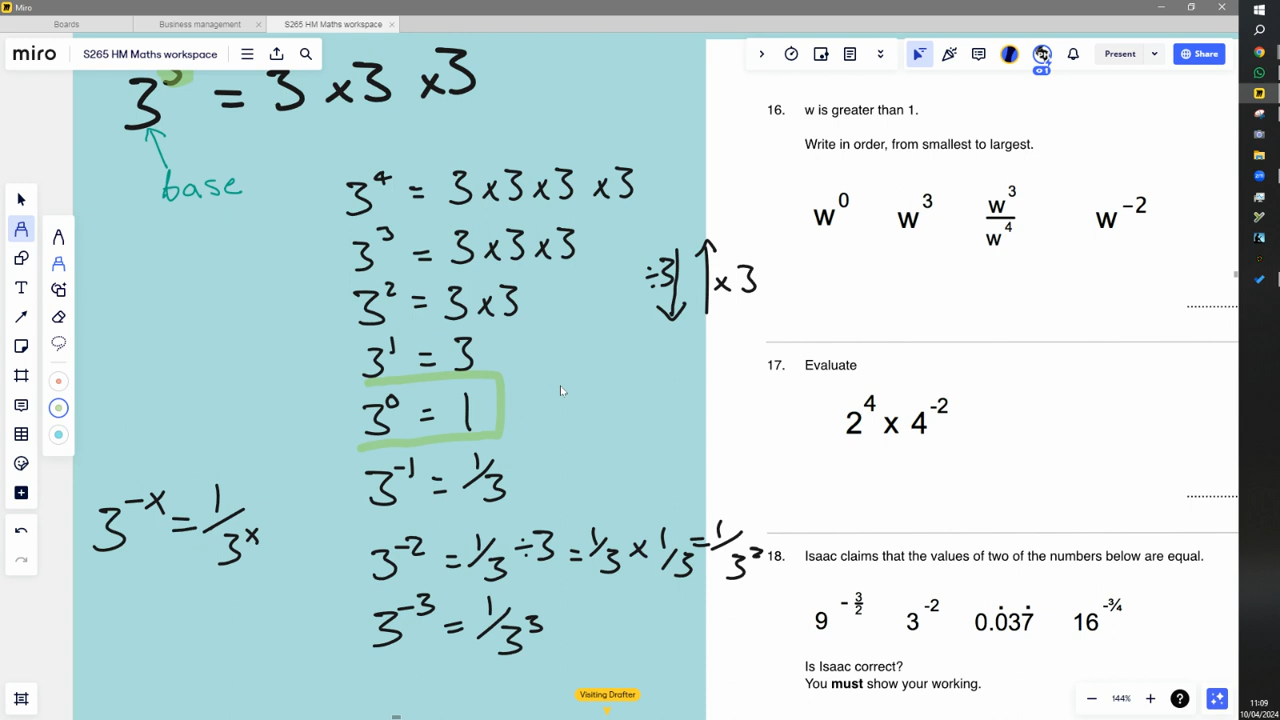 Miro
Boards
Business management
S265 HM Maths workspace
miro
S265 HM Maths workspace
Present
Share
3³ = 3 × 3 × 3
base
3⁴ = 3 × 3 × 3 × 3
3³ = 3 × 3 × 3
3² = 3 × 3
÷3 × 3
3¹ = 3
3⁰ = 1
3⁻¹ = 1/3
3⁻ˣ = 1/3ˣ
3⁻² = 1/3 ÷ 3 = 1/3 × 1/3 = 1/3²
3⁻³ = 1/3³
16. w is greater than 1.
Write in order, from smallest to largest.
w⁰ w³ w³/w⁴ w⁻²
17. Evaluate
2⁴ x 4⁻²
18. Isaac claims that the values of two of the numbers below are equal.
9^(-3/2) 3⁻² 0.0̇37̇ 16^(-¾)
Is Isaac correct?
You must show your working.
Visiting Drafter
144%
11:09
10/04/2024